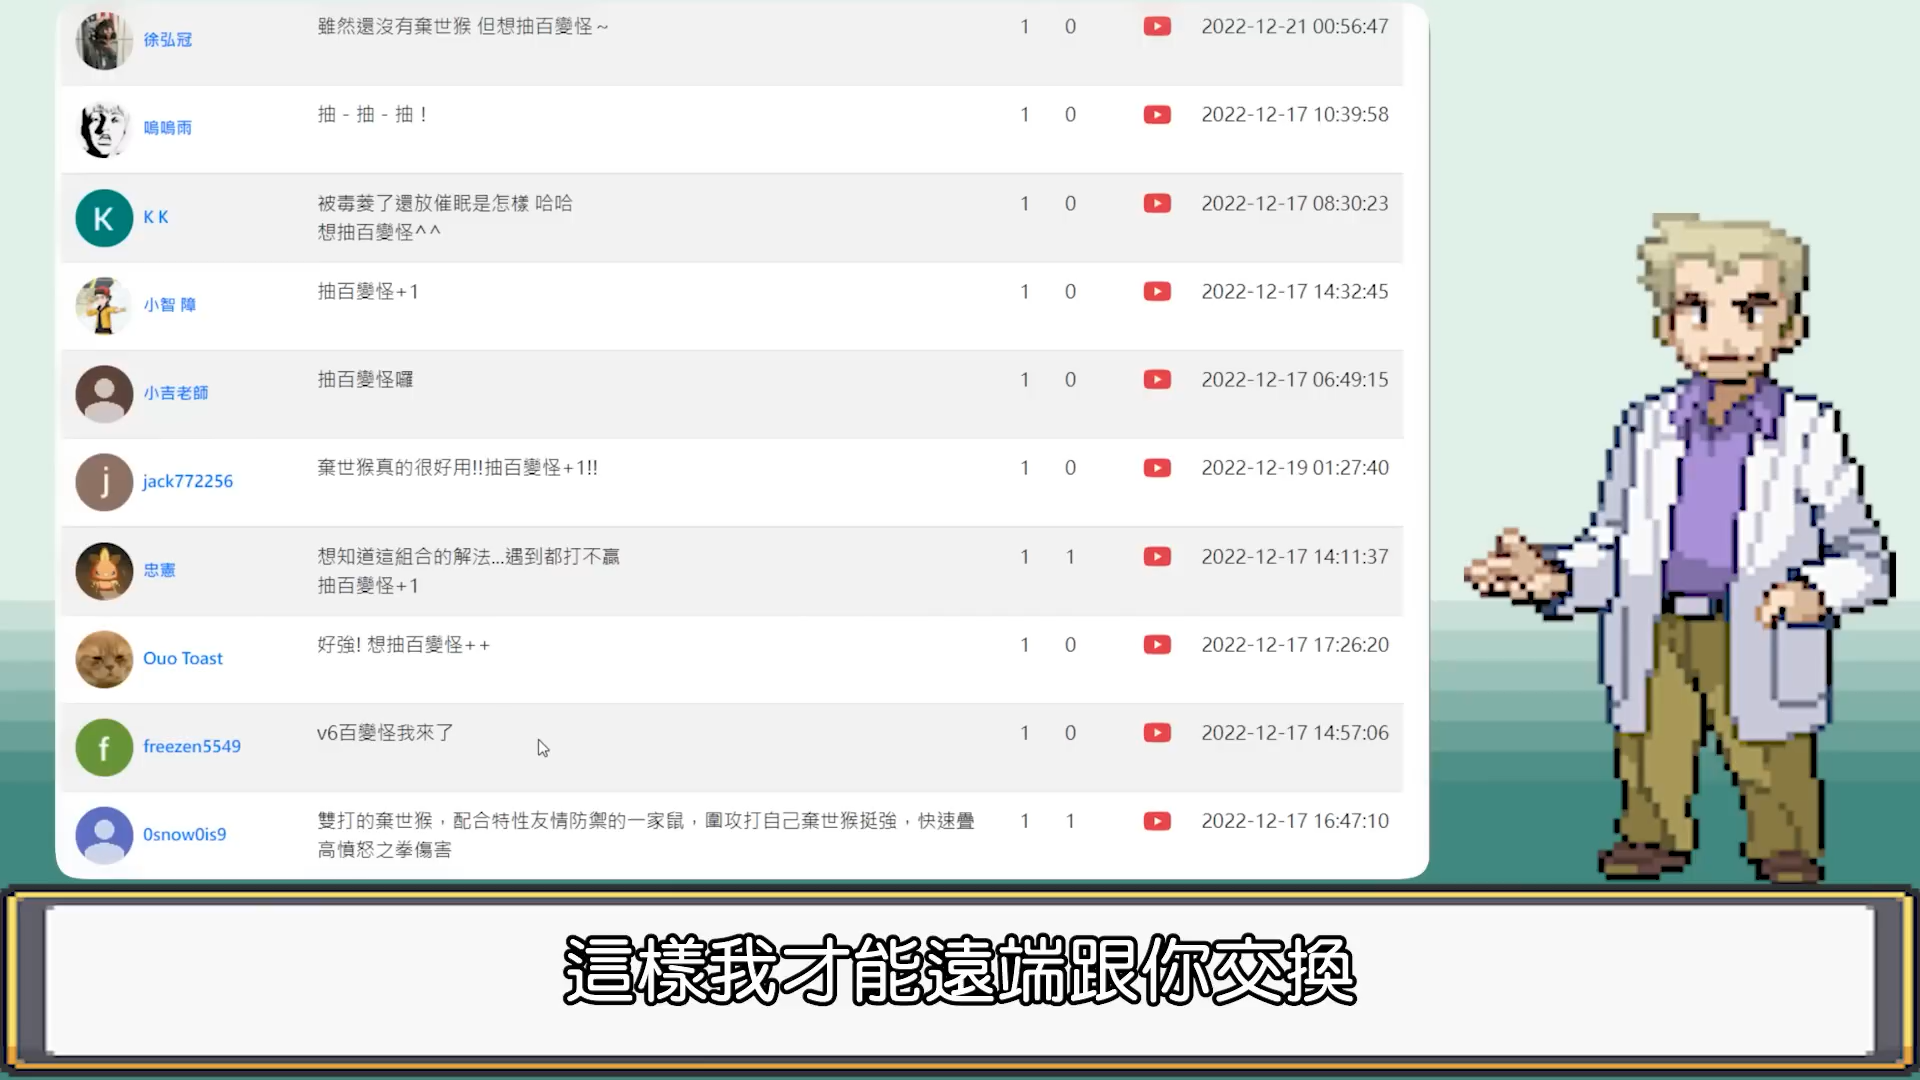 徐弘冠 雖然還沒有棄世猴 但想抽百變怪～ 1 0 2022-12-21 00:56:47
嗚嗚雨 抽 - 抽 - 抽！ 1 0 2022-12-17 10:39:58
K
K K 被毒菱了還放催眠是怎樣 哈哈 1 0 2022-12-17 08:30:23
想抽百變怪^^
小智 障 抽百變怪+1 1 0 2022-12-17 14:32:45
小吉老師 抽百變怪囉 1 0 2022-12-17 06:49:15
j
jack772256 棄世猴真的很好用!!抽百變怪+1!! 1 0 2022-12-19 01:27:40
忠憲 想知道這組合的解法...遇到都打不贏 1 1 2022-12-17 14:11:37
抽百變怪+1
Ouo Toast 好強! 想抽百變怪++ 1 0 2022-12-17 17:26:20
f
freezen5549 v6百變怪我來了 1 0 2022-12-17 14:57:06
0snow0is9 雙打的棄世猴，配合特性友情防禦的一家鼠，圍攻打自己棄世猴挺強，快速疊 1 1 2022-12-17 16:47:10
高憤怒之拳傷害
這樣我才能遠端跟你交換